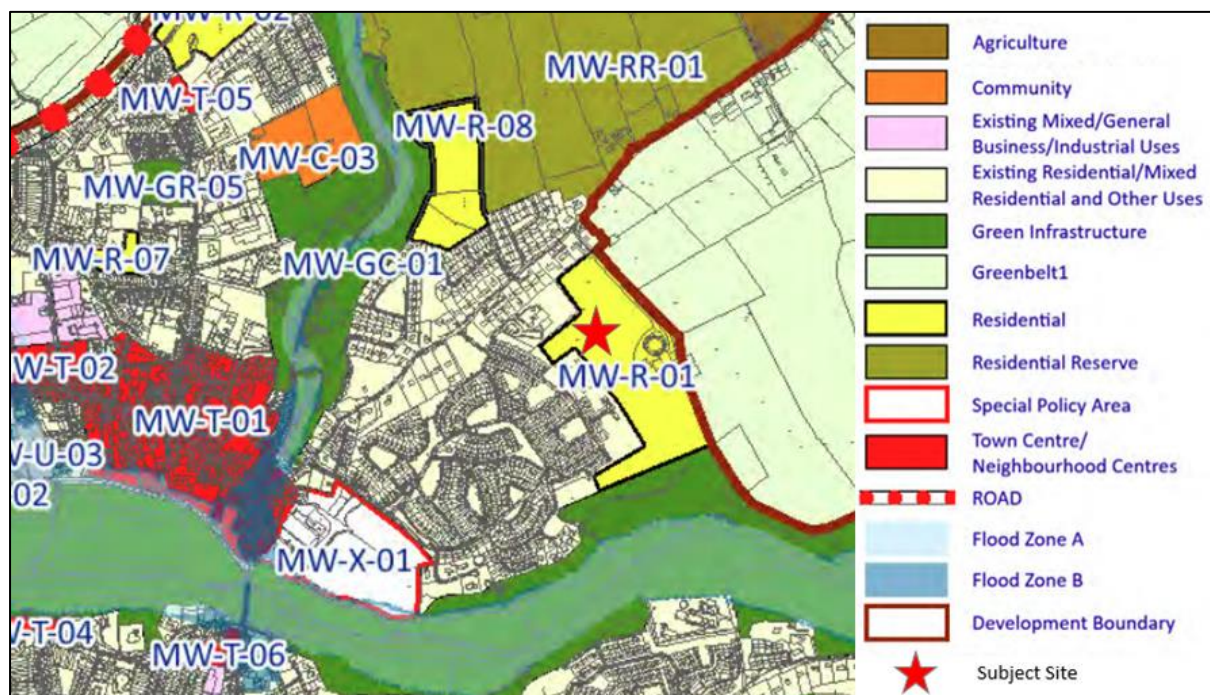 MW-R-02
MW-RR-01
MW-T-05
MW-R-08
MW-C-03
MW-GR-05
MW-R-07
MW-GC-01
W-T-02
MW-R-01
MW-T-01
W-U-03
02
MW-X-01
V-T-04
MW-T-06
Agriculture
Community
Existing Mixed/General
Business/Industrial Uses
Existing Residential/Mixed
Residential and Other Uses
Green Infrastructure
Greenbelt1
Residential
Residential Reserve
Special Policy Area
Town Centre/
Neighbourhood Centres
ROAD
Flood Zone A
Flood Zone B
Development Boundary
Subject Site